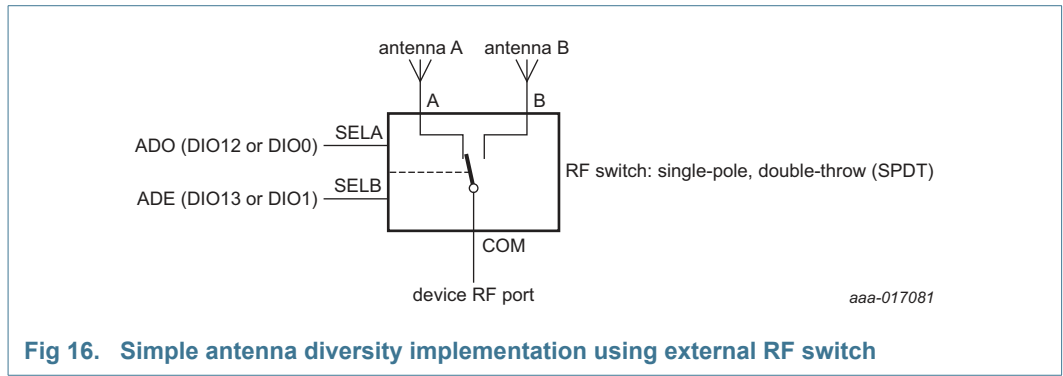 antenna A antenna B
A B
SELA
ADO (DIO12 or DIO0)
RF switch: single-pole, double-throw (SPDT)
SELB
ADE (DIO13 or DIO1)
COM
device RF port
aaa-017081
Fig 16. Simple antenna diversity implementation using external RF switch